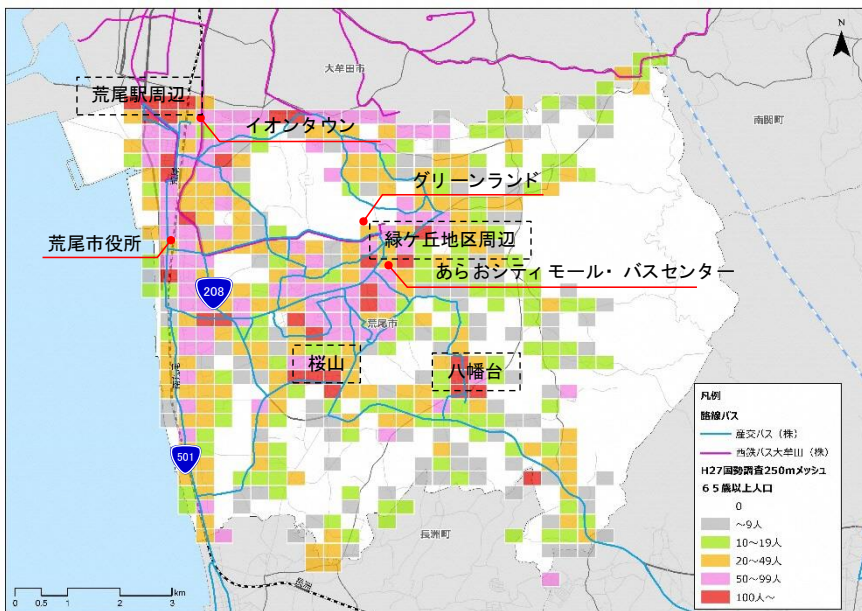 N
大牟田市
南関町
荒尾駅周辺
イオンタウン
グリーンランド
荒尾市役所
緑ケ丘地区周辺
あらおシティモール・バスセンター
208
荒尾市
桜山
八幡台
501
長洲町
長洲
0 0.5 1 2 3 km
凡例
路線バス
産交バス（株）
西鉄バス大牟田（株）
H27国勢調査250mメッシュ
６５歳以上人口
0
～9人
10～19人
20～49人
50～99人
100人～